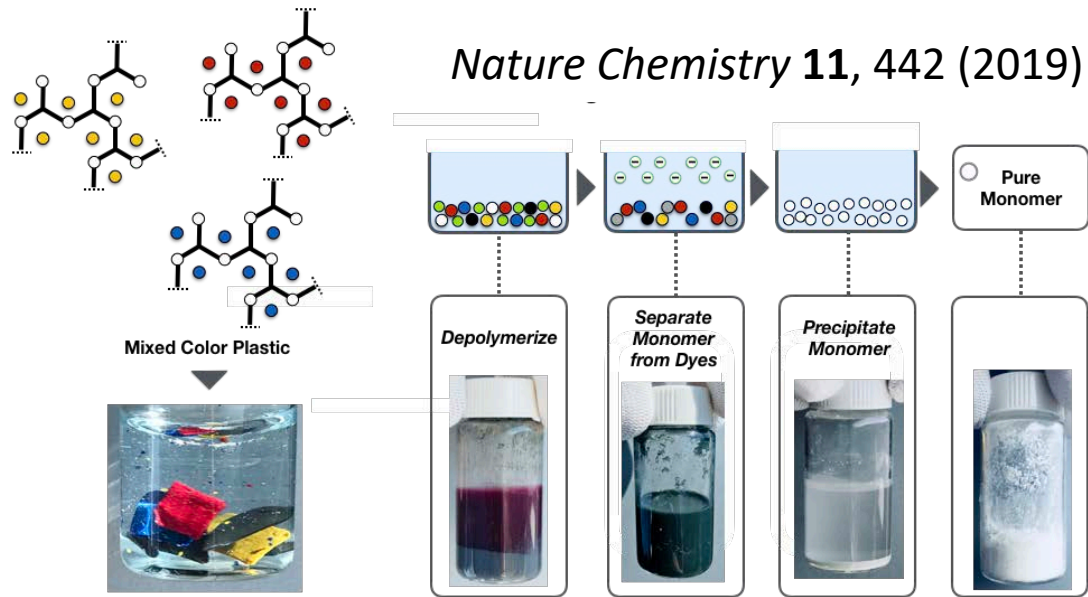 Nature Chemistry 11, 442 (2019)
Mixed Color Plastic
Pure
Monomer
Depolymerize
Separate
Monomer
from Dyes
Precipitate
Monomer